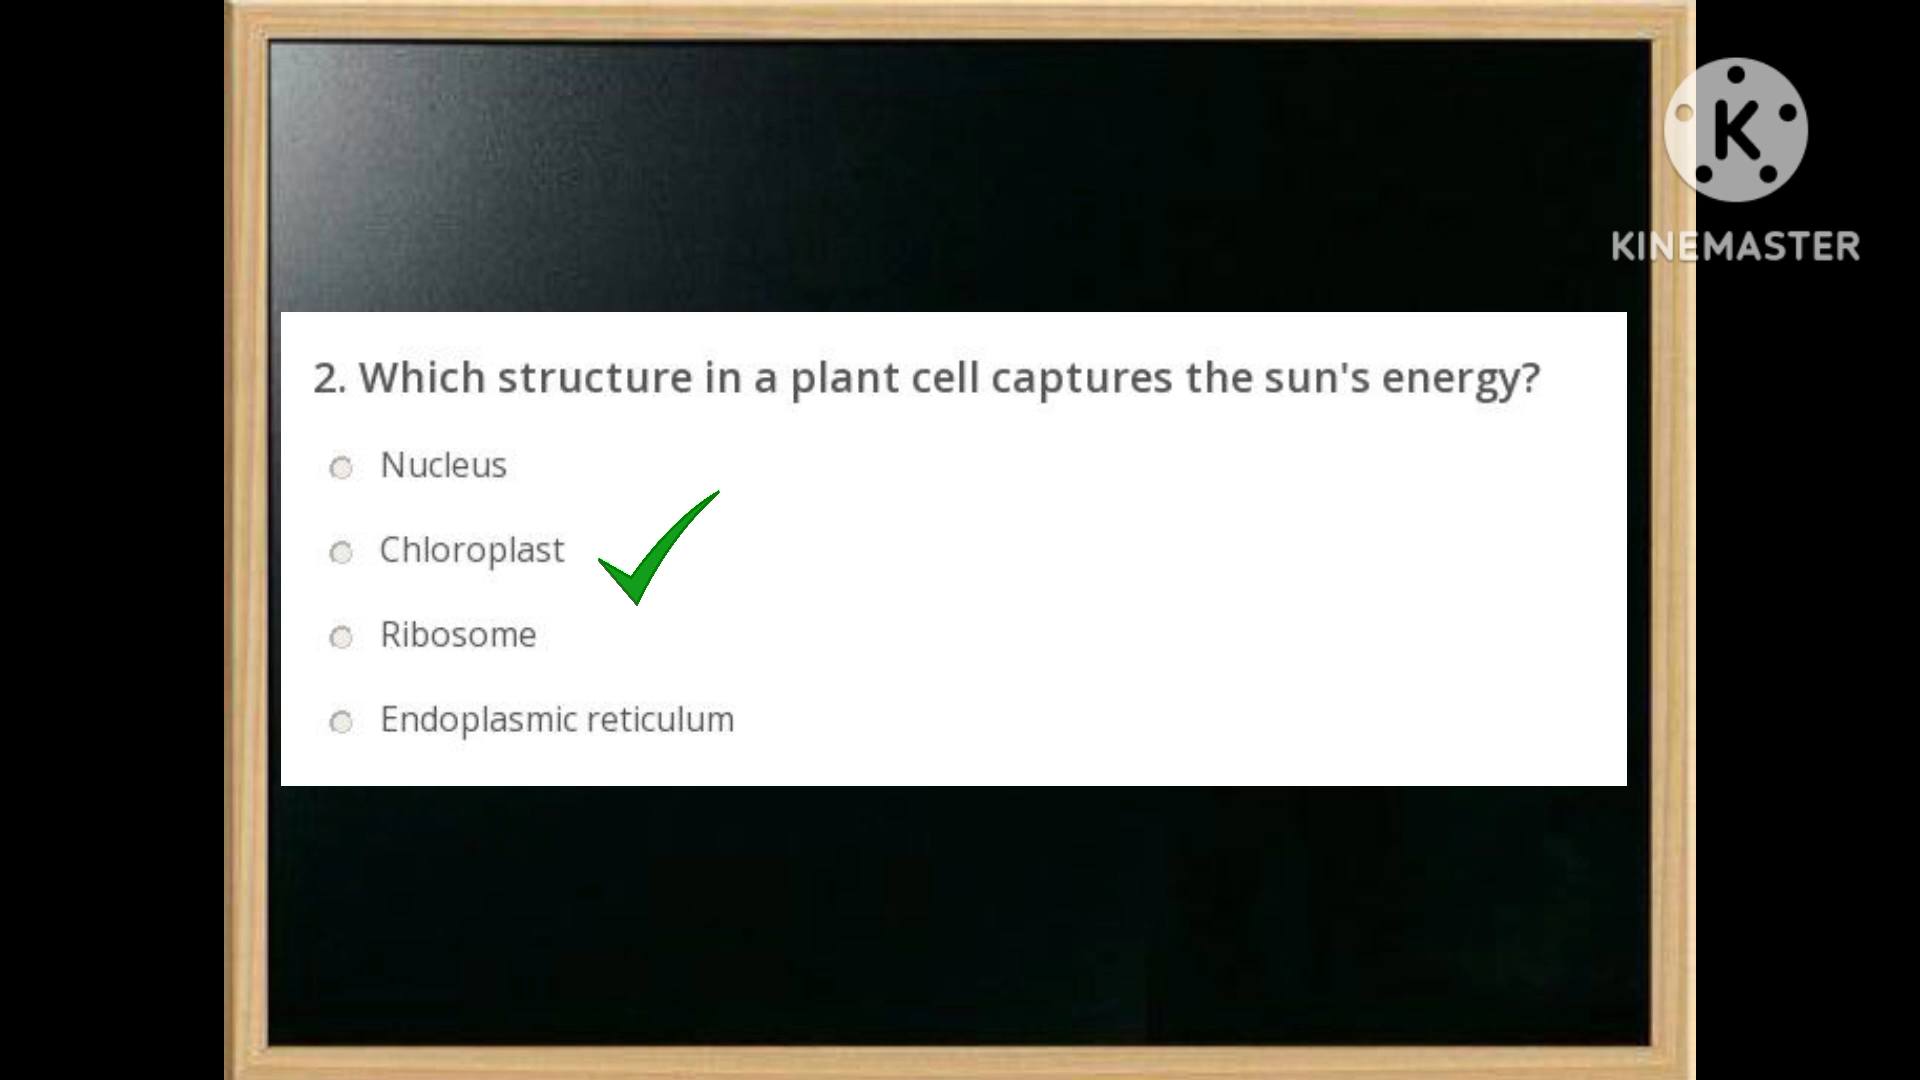 K
KINEMASTER
2. Which structure in a plant cell captures the sun's energy?
Nucleus
Chloroplast
Ribosome
Endoplasmic reticulum